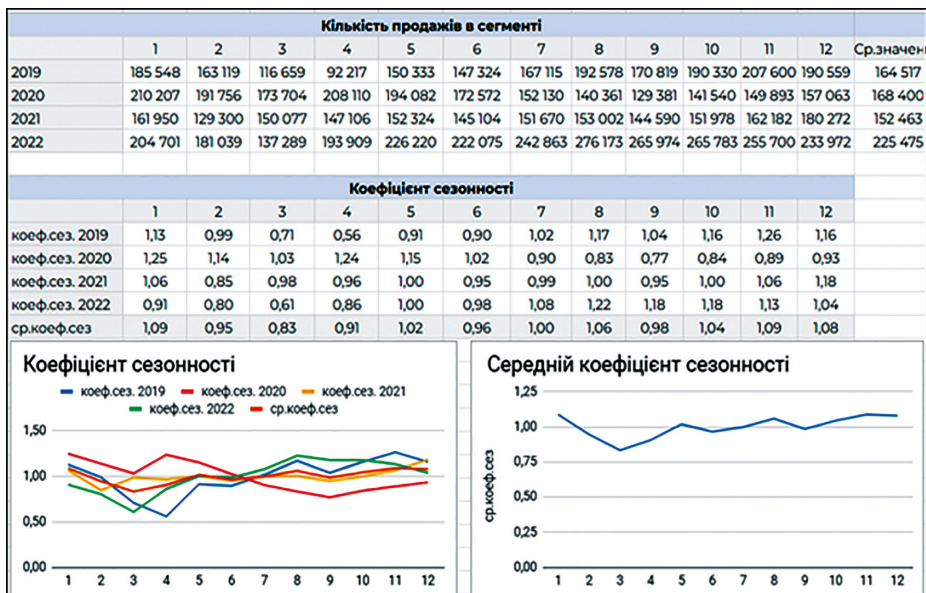 Кількість продажів в сегменті
1 2 3 4 5 6 7 8 9 10 11 12 Ср.значен
2019 185 548 163 119 116 659 92 217 150 333 147 324 167 115 192 578 170 819 190 330 207 600 190 559 164 517
2020 210 207 191 756 173 704 208 110 194 082 172 572 152 130 140 361 129 381 141 540 149 893 157 063 168 400
2021 161 950 129 300 150 077 147 106 152 324 145 104 151 670 153 002 144 590 151 978 162 182 180 272 152 463
2022 204 701 181 039 137 289 193 909 226 220 222 075 242 863 276 173 265 974 265 783 255 700 233 972 225 475
Коефіцієнт сезонності
1 2 3 4 5 6 7 8 9 10 11 12
коеф.сез. 2019 1,13 0,99 0,71 0,56 0,91 0,90 1,02 1,17 1,04 1,16 1,26 1,16
коеф.сез. 2020 1,25 1,14 1,03 1,24 1,15 1,02 0,90 0,83 0,77 0,84 0,89 0,93
коеф.сез. 2021 1,06 0,85 0,98 0,96 1,00 0,95 0,99 1,00 0,95 1,00 1,06 1,18
коеф.сез. 2022 0,91 0,80 0,61 0,86 1,00 0,98 1,08 1,22 1,18 1,18 1,13 1,04
ср.коеф.сез 1,09 0,95 0,83 0,91 1,02 0,96 1,00 1,06 0,98 1,04 1,09 1,08
Коефіцієнт сезонності
коеф.сез. 2019 коеф.сез. 2020 коеф.сез. 2021
коеф.сез. 2022 ср.коеф.сез
1,50
1,00
0,50
0,00
1 2 3 4 5 6 7 8 9 10 11 12
Середній коефіцієнт сезонності
ср.коеф.сез
1,25
1,00
0,75
0,50
0,25
0,00
1 2 3 4 5 6 7 8 9 10 11 12